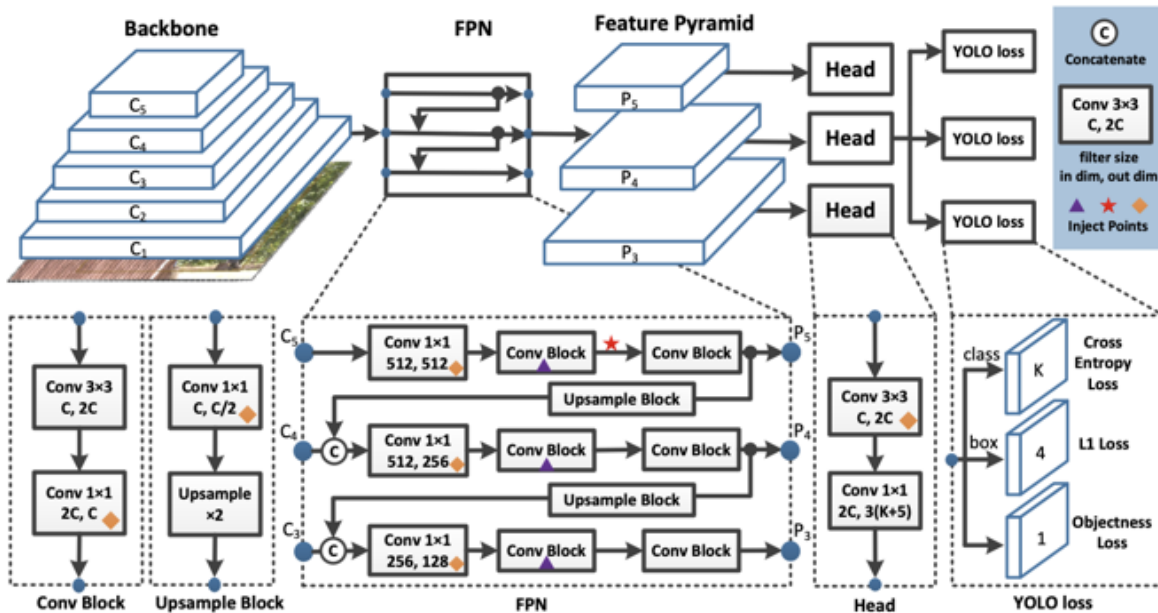 Backbone
FPN
Feature Pyramid
C5
C4
C3
C2
C1
P5
P4
P3
Head
Head
Head
YOLO loss
YOLO loss
YOLO loss
C
Concatenate
Conv 3×3
C, 2C
filter size
in dim, out dim
Inject Points
Conv 3×3
C, 2C
Conv 1×1
2C, C
Conv Block
Conv 1×1
C, C/2
Upsample
×2
Upsample Block
C5
Conv 1×1
512, 512
Conv Block
Conv Block
P5
Upsample Block
C4
C
Conv 1×1
512, 256
Conv Block
Conv Block
P4
Upsample Block
C3
C
Conv 1×1
256, 128
Conv Block
Conv Block
P3
FPN
Conv 3×3
C, 2C
Conv 1×1
2C, 3(K+5)
Head
class
K
Cross
Entropy
Loss
box
4
L1 Loss
1
Objectness
Loss
YOLO loss